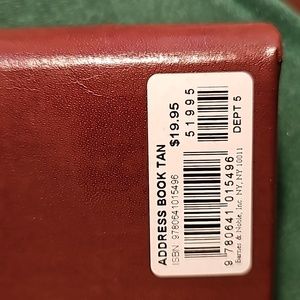 ADDRESS BOOK TAN
ISBN: 9780641015496
$19.95
51995
DEPT 5
9 780641 015496
Barnes & Noble, Inc. NY, NY 10011